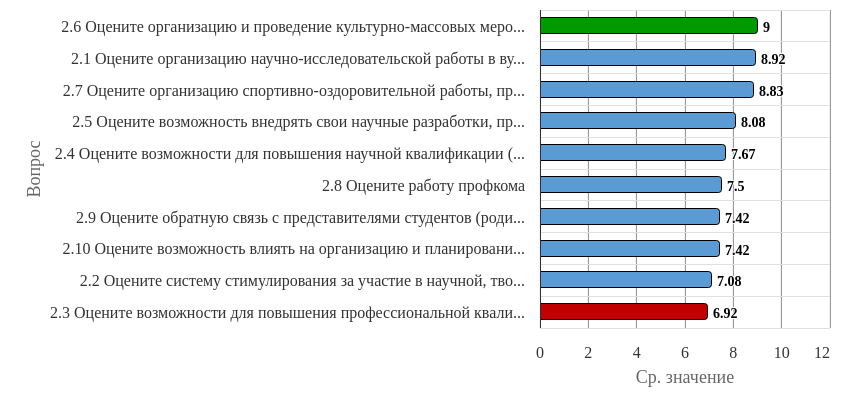 2.6 Оцените организацию и проведение культурно-массовых меро... 9
2.1 Оцените организацию научно-исследовательской работы в ву... 8.92
2.7 Оцените организацию спортивно-оздоровительной работы, пр... 8.83
2.5 Оцените возможность внедрять свои научные разработки, пр... 8.08
2.4 Оцените возможности для повышения научной квалификации (... 7.67
2.8 Оцените работу профкома 7.5
2.9 Оцените обратную связь с представителями студентов (роди... 7.42
2.10 Оцените возможность влиять на организацию и планировани... 7.42
2.2 Оцените систему стимулирования за участие в научной, тво... 7.08
2.3 Оцените возможности для повышения профессиональной квали... 6.92
Вопрос
0 2 4 6 8 10 12
Ср. значение